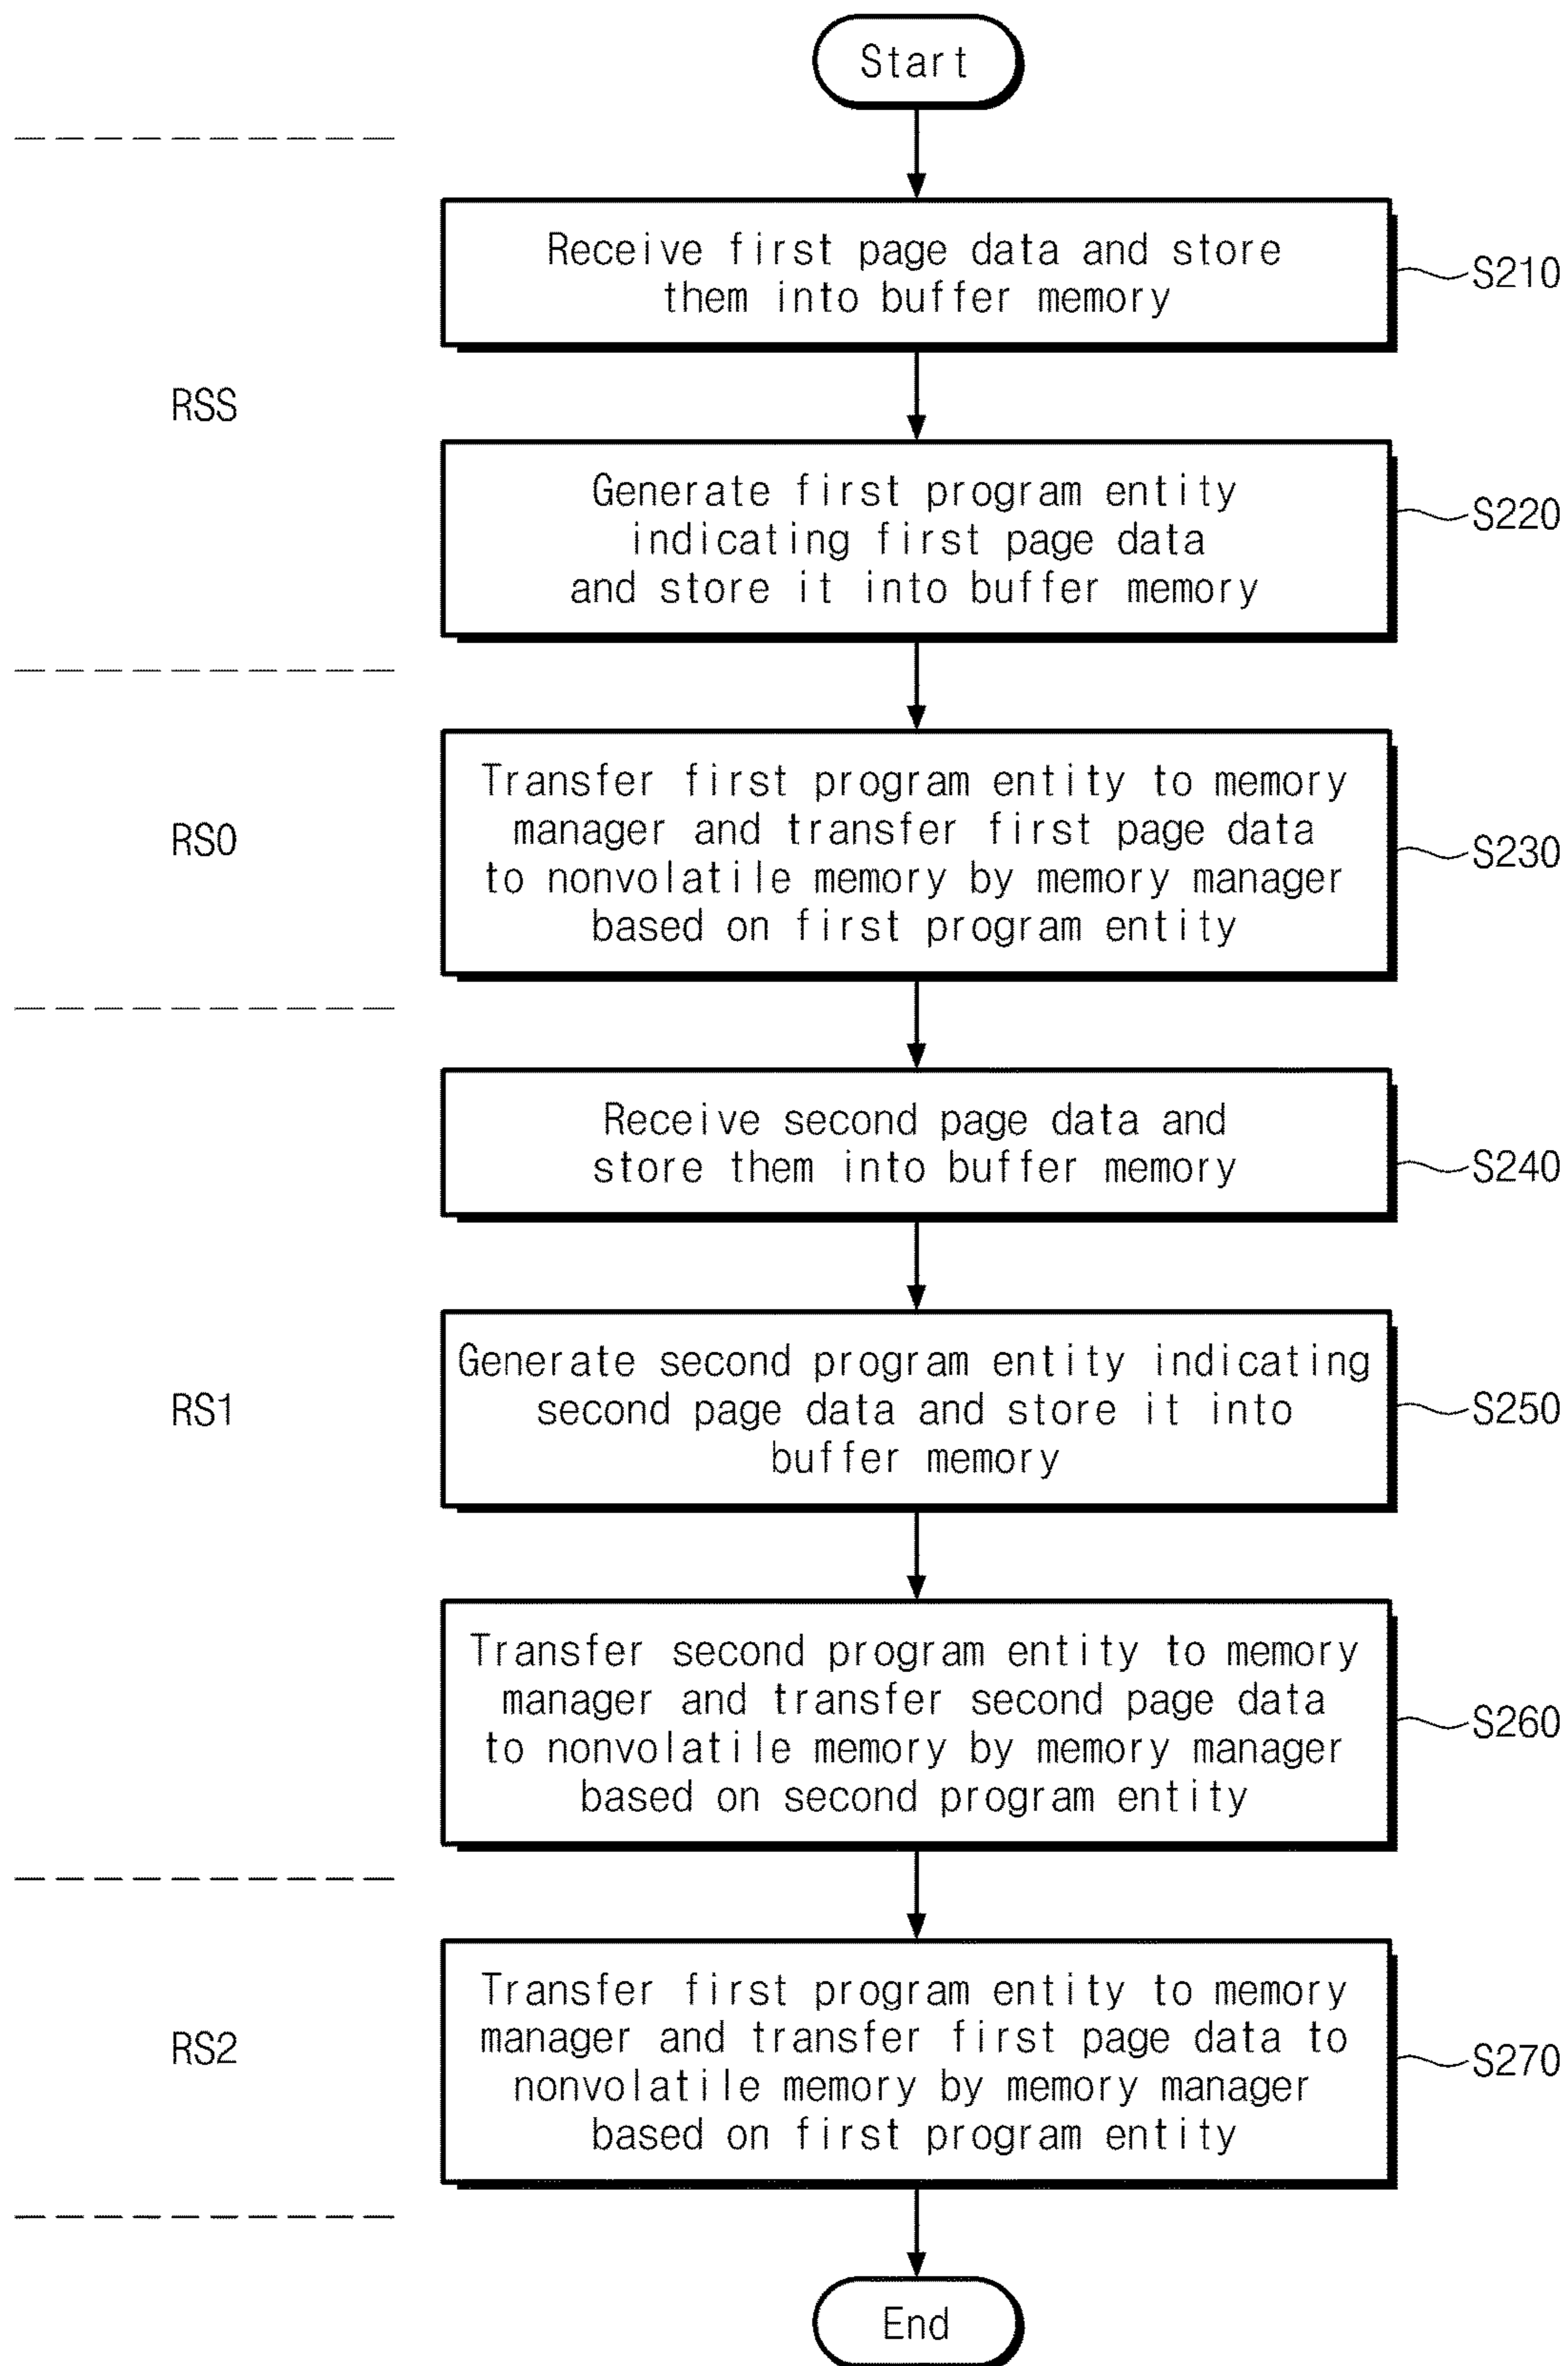 Start
Receive first page data and store
them into buffer memory
S210
RSS
Generate first program entity
indicating first page data
and store it into buffer memory
S220
Transfer first program entity to memory
manager and transfer first page data
to nonvolatile memory by memory manager
based on first program entity
RS0
S230
Receive second page data and
store them into buffer memory
S240
Generate second program entity indicating
second page data and store it into
buffer memory
RS1
S250
Transfer second program entity to memory
manager and transfer second page data
to nonvolatile memory by memory manager
based on second program entity
S260
Transfer first program entity to memory
manager and transfer first page data to
nonvolatile memory by memory manager
based on first program entity
RS2
S270
End